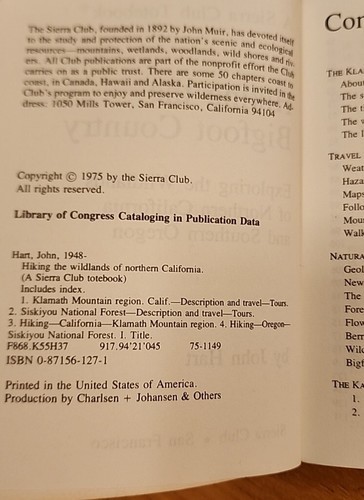 The Sierra Club, founded in 1892 by John Muir, has devoted itself
to the study and protection of the nation's scenic and ecological
resources—mountains, wetlands, woodlands, wild shores and riv-
ers. All Club publications are part of the nonprofit effort the Club
carries on as a public trust. There are some 50 chapters coast to
coast, in Canada, Hawaii and Alaska. Participation is invited in the
Club's program to enjoy and preserve wilderness everywhere. Ad-
dress: 1050 Mills Tower, San Francisco, California 94104
Bigfoot Country
Copyright © 1975 by the Sierra Club.
All rights reserved.
and Southern Oregon
Library of Congress Cataloging in Publication Data
Hart, John, 1948-
Hiking the wildlands of northern California.
(A Sierra Club totebook)
Includes index.
1. Klamath Mountain region. Calif.—Description and travel—Tours.
2. Siskiyou National Forest—Description and travel—Tours.
3. Hiking—California—Klamath Mountain region. 4. Hiking—Oregon—
Siskiyou National Forest. I. Title.
F868.K55H37 917.94'21'045 75-1149
ISBN 0-87156-127-1
by John Hart
Printed in the United States of America.
Production by Charlsen + Johansen & Others
Con
THE KLA
Abou
The s
The t
The v
The l
TRAVEL
Weat
Haza
Maps
Follo
Mou
Walk
NATURA
Geol
New
The
Fore
Flow
Berr
Wild
Bigf
THE KA
1.
2.